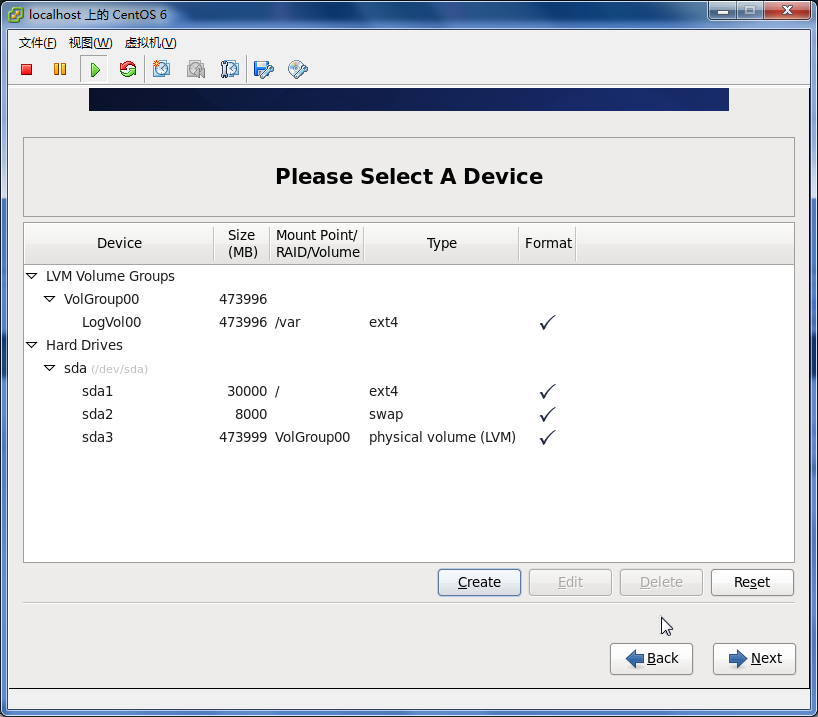 localhost 上的 CentOS 6
文件(F) 视图(W) 虚拟机(V)
Please Select A Device
Device Size (MB) Mount Point/ RAID/Volume Type Format
LVM Volume Groups
VolGroup00 473996
LogVol00 473996 /var ext4 ✓
Hard Drives
sda (/dev/sda)
sda1 30000 / ext4 ✓
sda2 8000 swap ✓
sda3 473999 VolGroup00 physical volume (LVM) ✓
Create Edit Delete Reset
Back Next